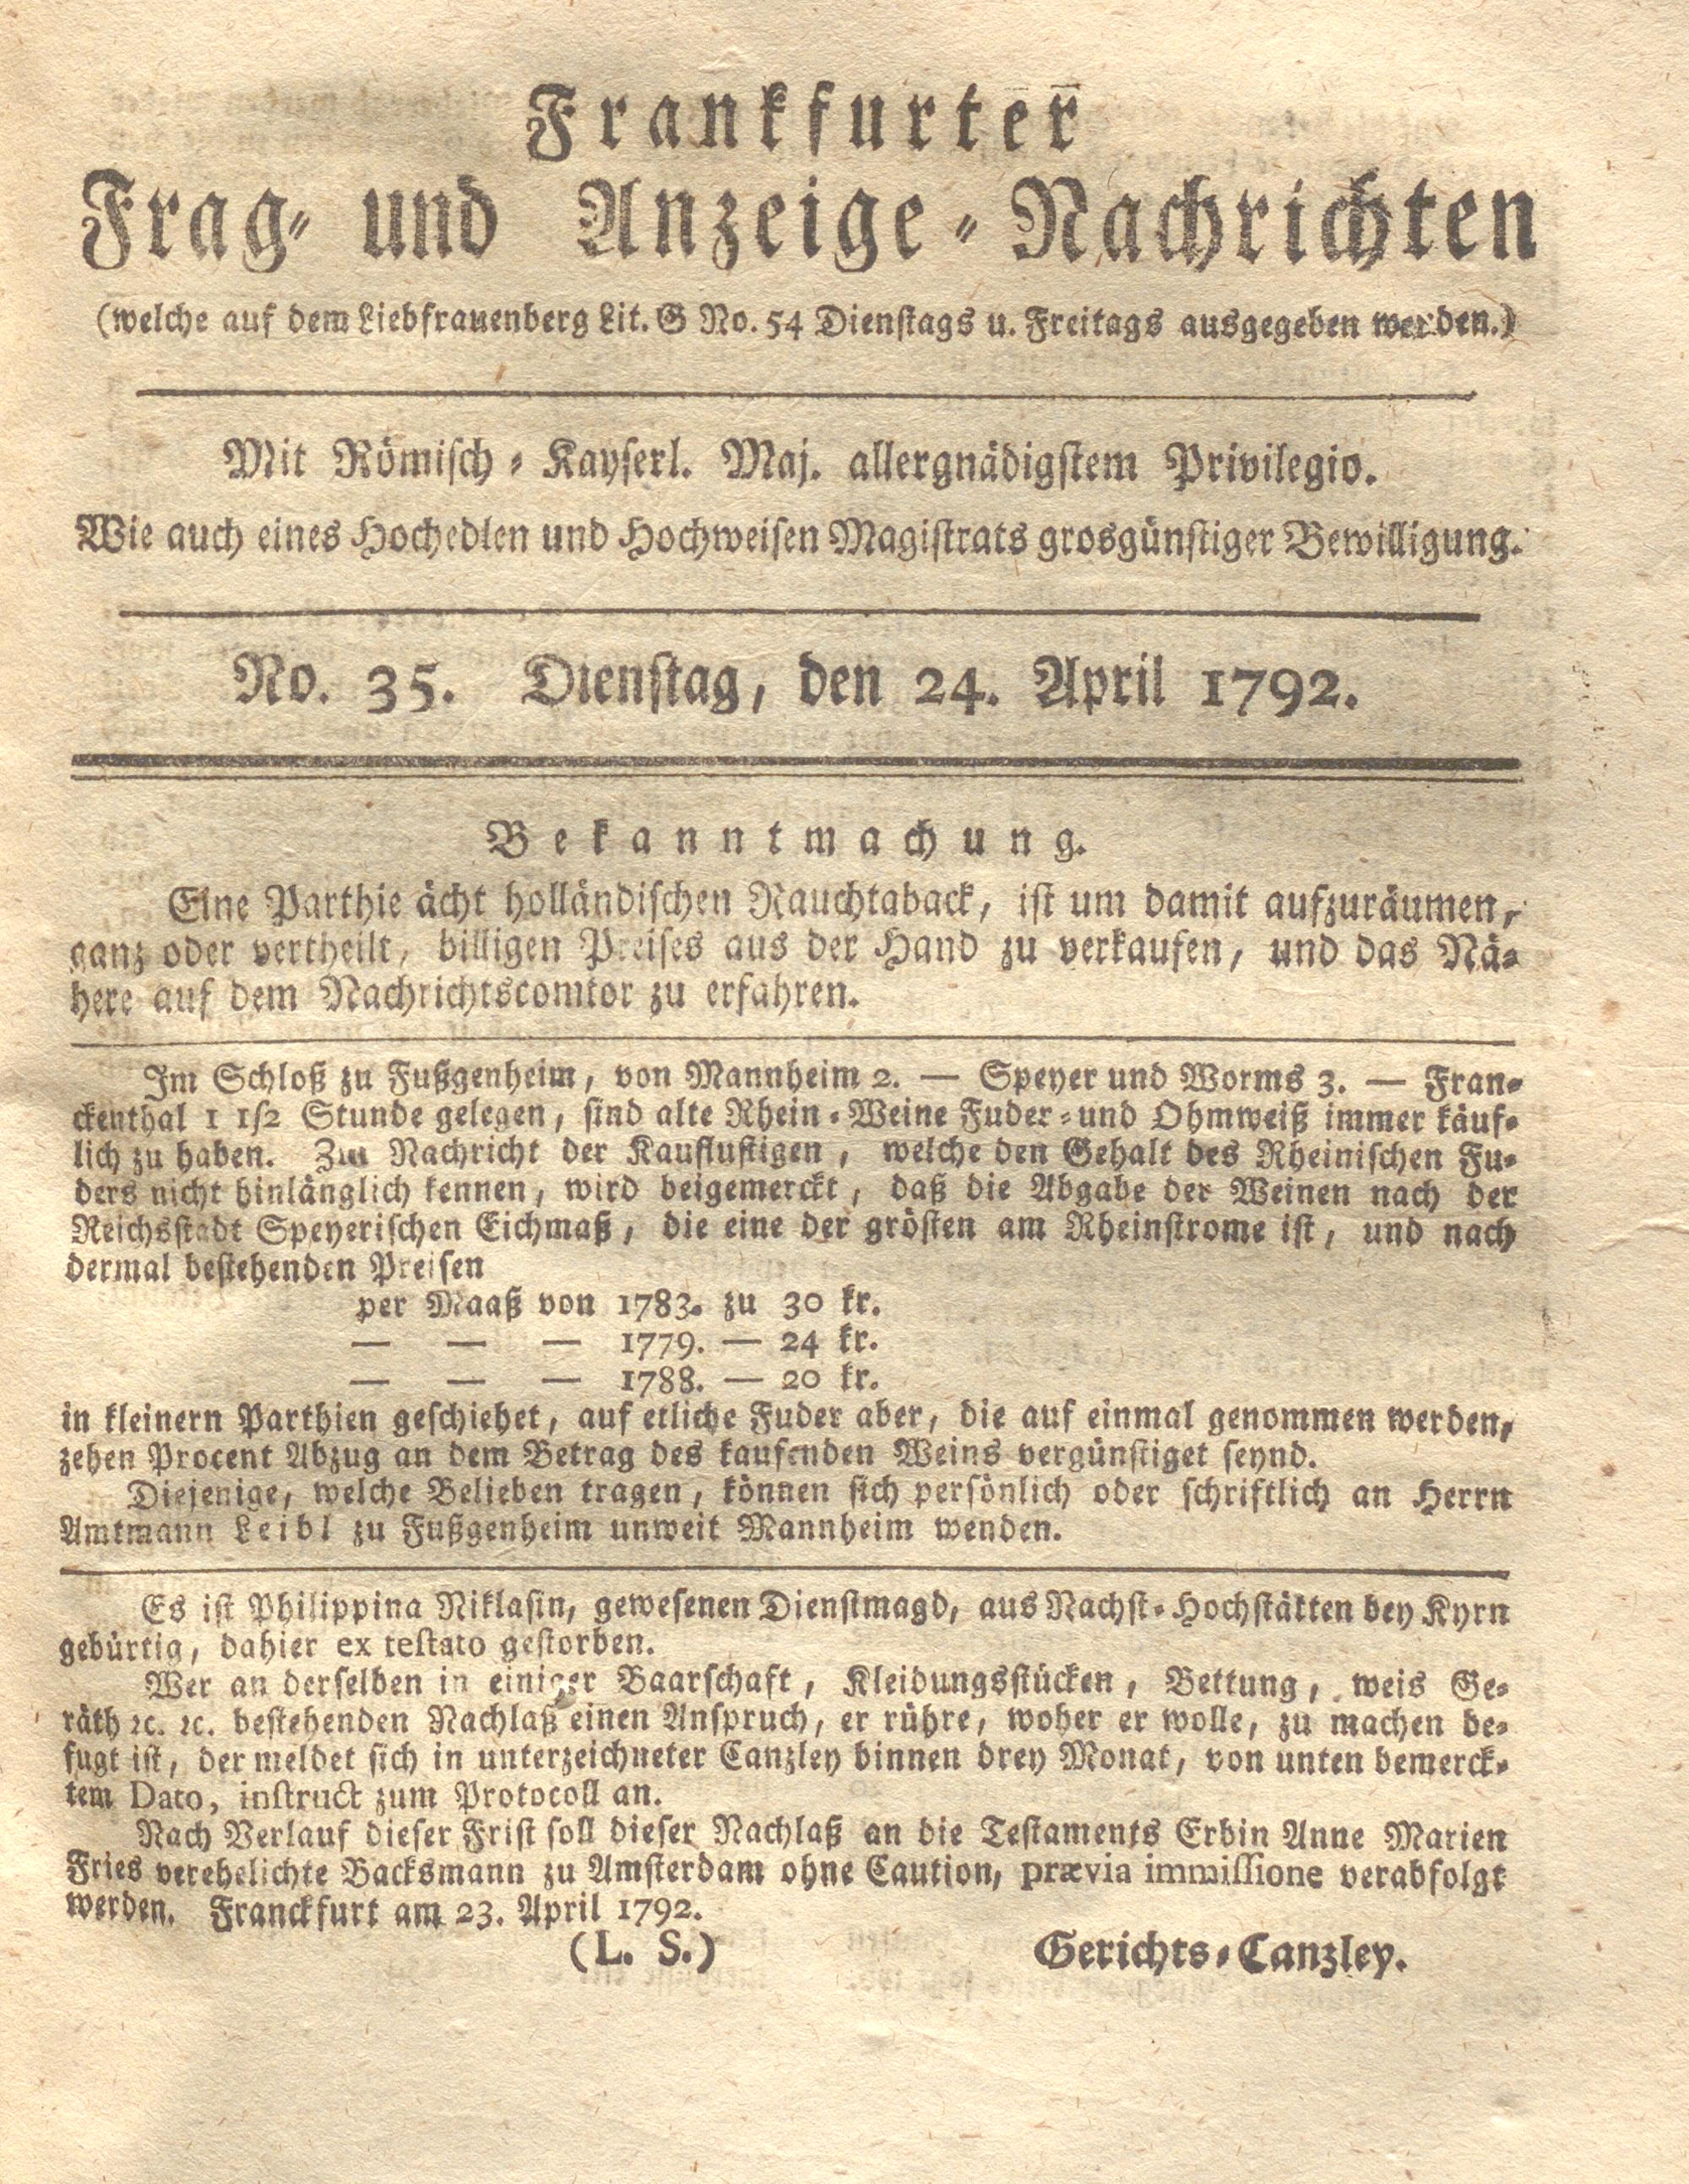 Frankfurter
Frag- und Anzeige-Nachrichten
(welche auf dem Liebfrauenberg Lit. G No. 54 Dienstags u. Freitags ausgegeben werden.)
Mit Römisch-Kayserl. Maj. allergnädigstem Privilegio.
Wie auch eines Hochedlen und Hochweisen Magistrats grosgünstiger Bewilligung.
No. 35. Dienstag, den 24. April 1792.
Bekanntmachung.
Eine Parthie ächt holländischen Rauchtaback, ist um damit aufzuräumen,
ganz oder vertheilt, billigen Preises aus der Hand zu verkaufen, und das Nä-
here auf dem Nachrichtscomtor zu erfahren.
Im Schloß zu Fußgenheim, von Mannheim 2. — Speyer und Worms 3. — Fran-
ckenthal 1 1/2 Stunde gelegen, sind alte Rhein-Weine Fuder- und Ohmweiß immer käuf-
lich zu haben. Zur Nachricht der Kauflustigen, welche den Gehalt des Rheinischen Fu-
ders nicht hinlänglich kennen, wird beigemerckt, daß die Abgabe der Weinen nach der
Reichsstadt Speyerischen Eichmaß, die eine der grösten am Rheinstrome ist, und nach
dermal bestehenden Preisen
per Maaß von 1783. zu 30 kr.
— — — 1779. — 24 kr.
— — — 1788. — 20 kr.
in kleinern Parthien geschiehet, auf etliche Fuder aber, die auf einmal genommen werden,
zehen Procent Abzug an dem Betrag des kaufenden Weins vergünstiget seynd.
Diejenige, welche Belieben tragen, können sich persönlich oder schriftlich an Herrn
Amtmann Leibl zu Fußgenheim unweit Mannheim wenden.
Es ist Philippina Niklasin, gewesenen Dienstmagd, aus Nachst-Hochstätten bey Kyrn
gebürtig, dahier ex testato gestorben.
Wer an derselben in einiger Baarschaft, Kleidungsstücken, Bettung, weis Ge-
räth ꝛc. ꝛc. bestehenden Nachlaß einen Anspruch, er rühre, woher er wolle, zu machen be-
fugt ist, der meldet sich in unterzeichneter Canzley binnen drey Monat, von unten bemerck-
tem Dato, instruct zum Protocoll an.
Nach Verlauf dieser Frist soll dieser Nachlaß an die Testaments Erbin Anne Marien
Fries verehelichte Backsmann zu Amsterdam ohne Caution, prævia immissione verabfolgt
werden. Franckfurt am 23. April 1792.
(L. S.) Gerichts-Canzley.